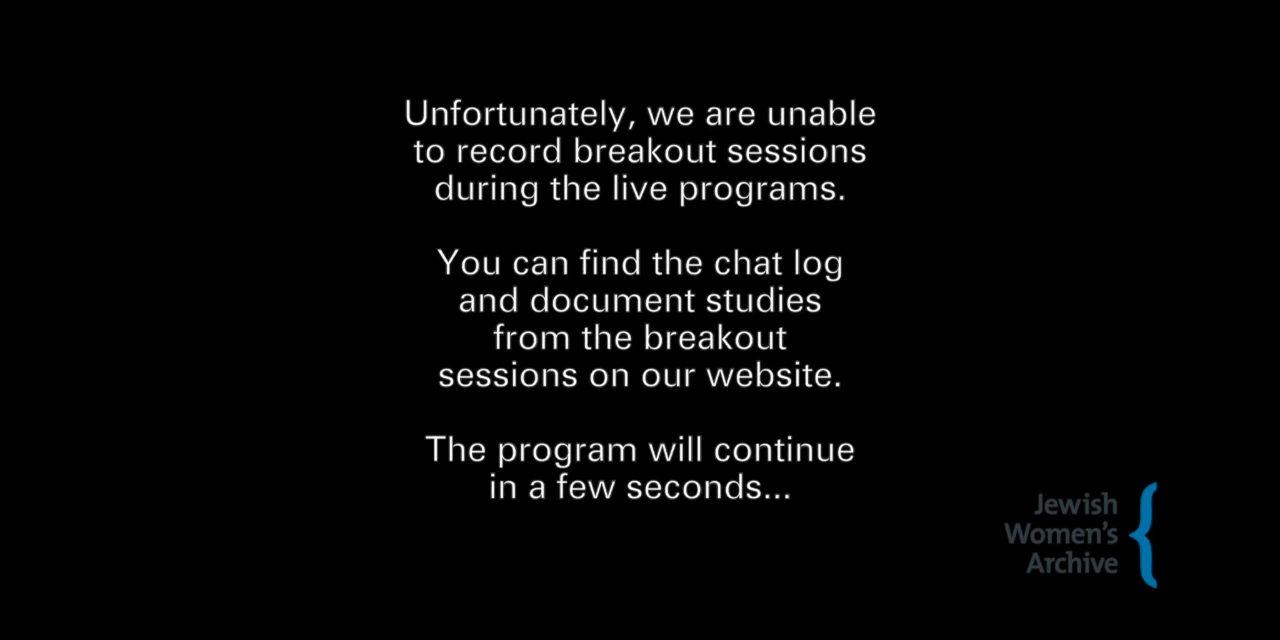 Unfortunately, we are unable
to record breakout sessions
during the live programs.
You can find the chat log
and document studies
from the breakout
sessions on our website.
The program will continue
in a few seconds...
Jewish
Women's
Archive